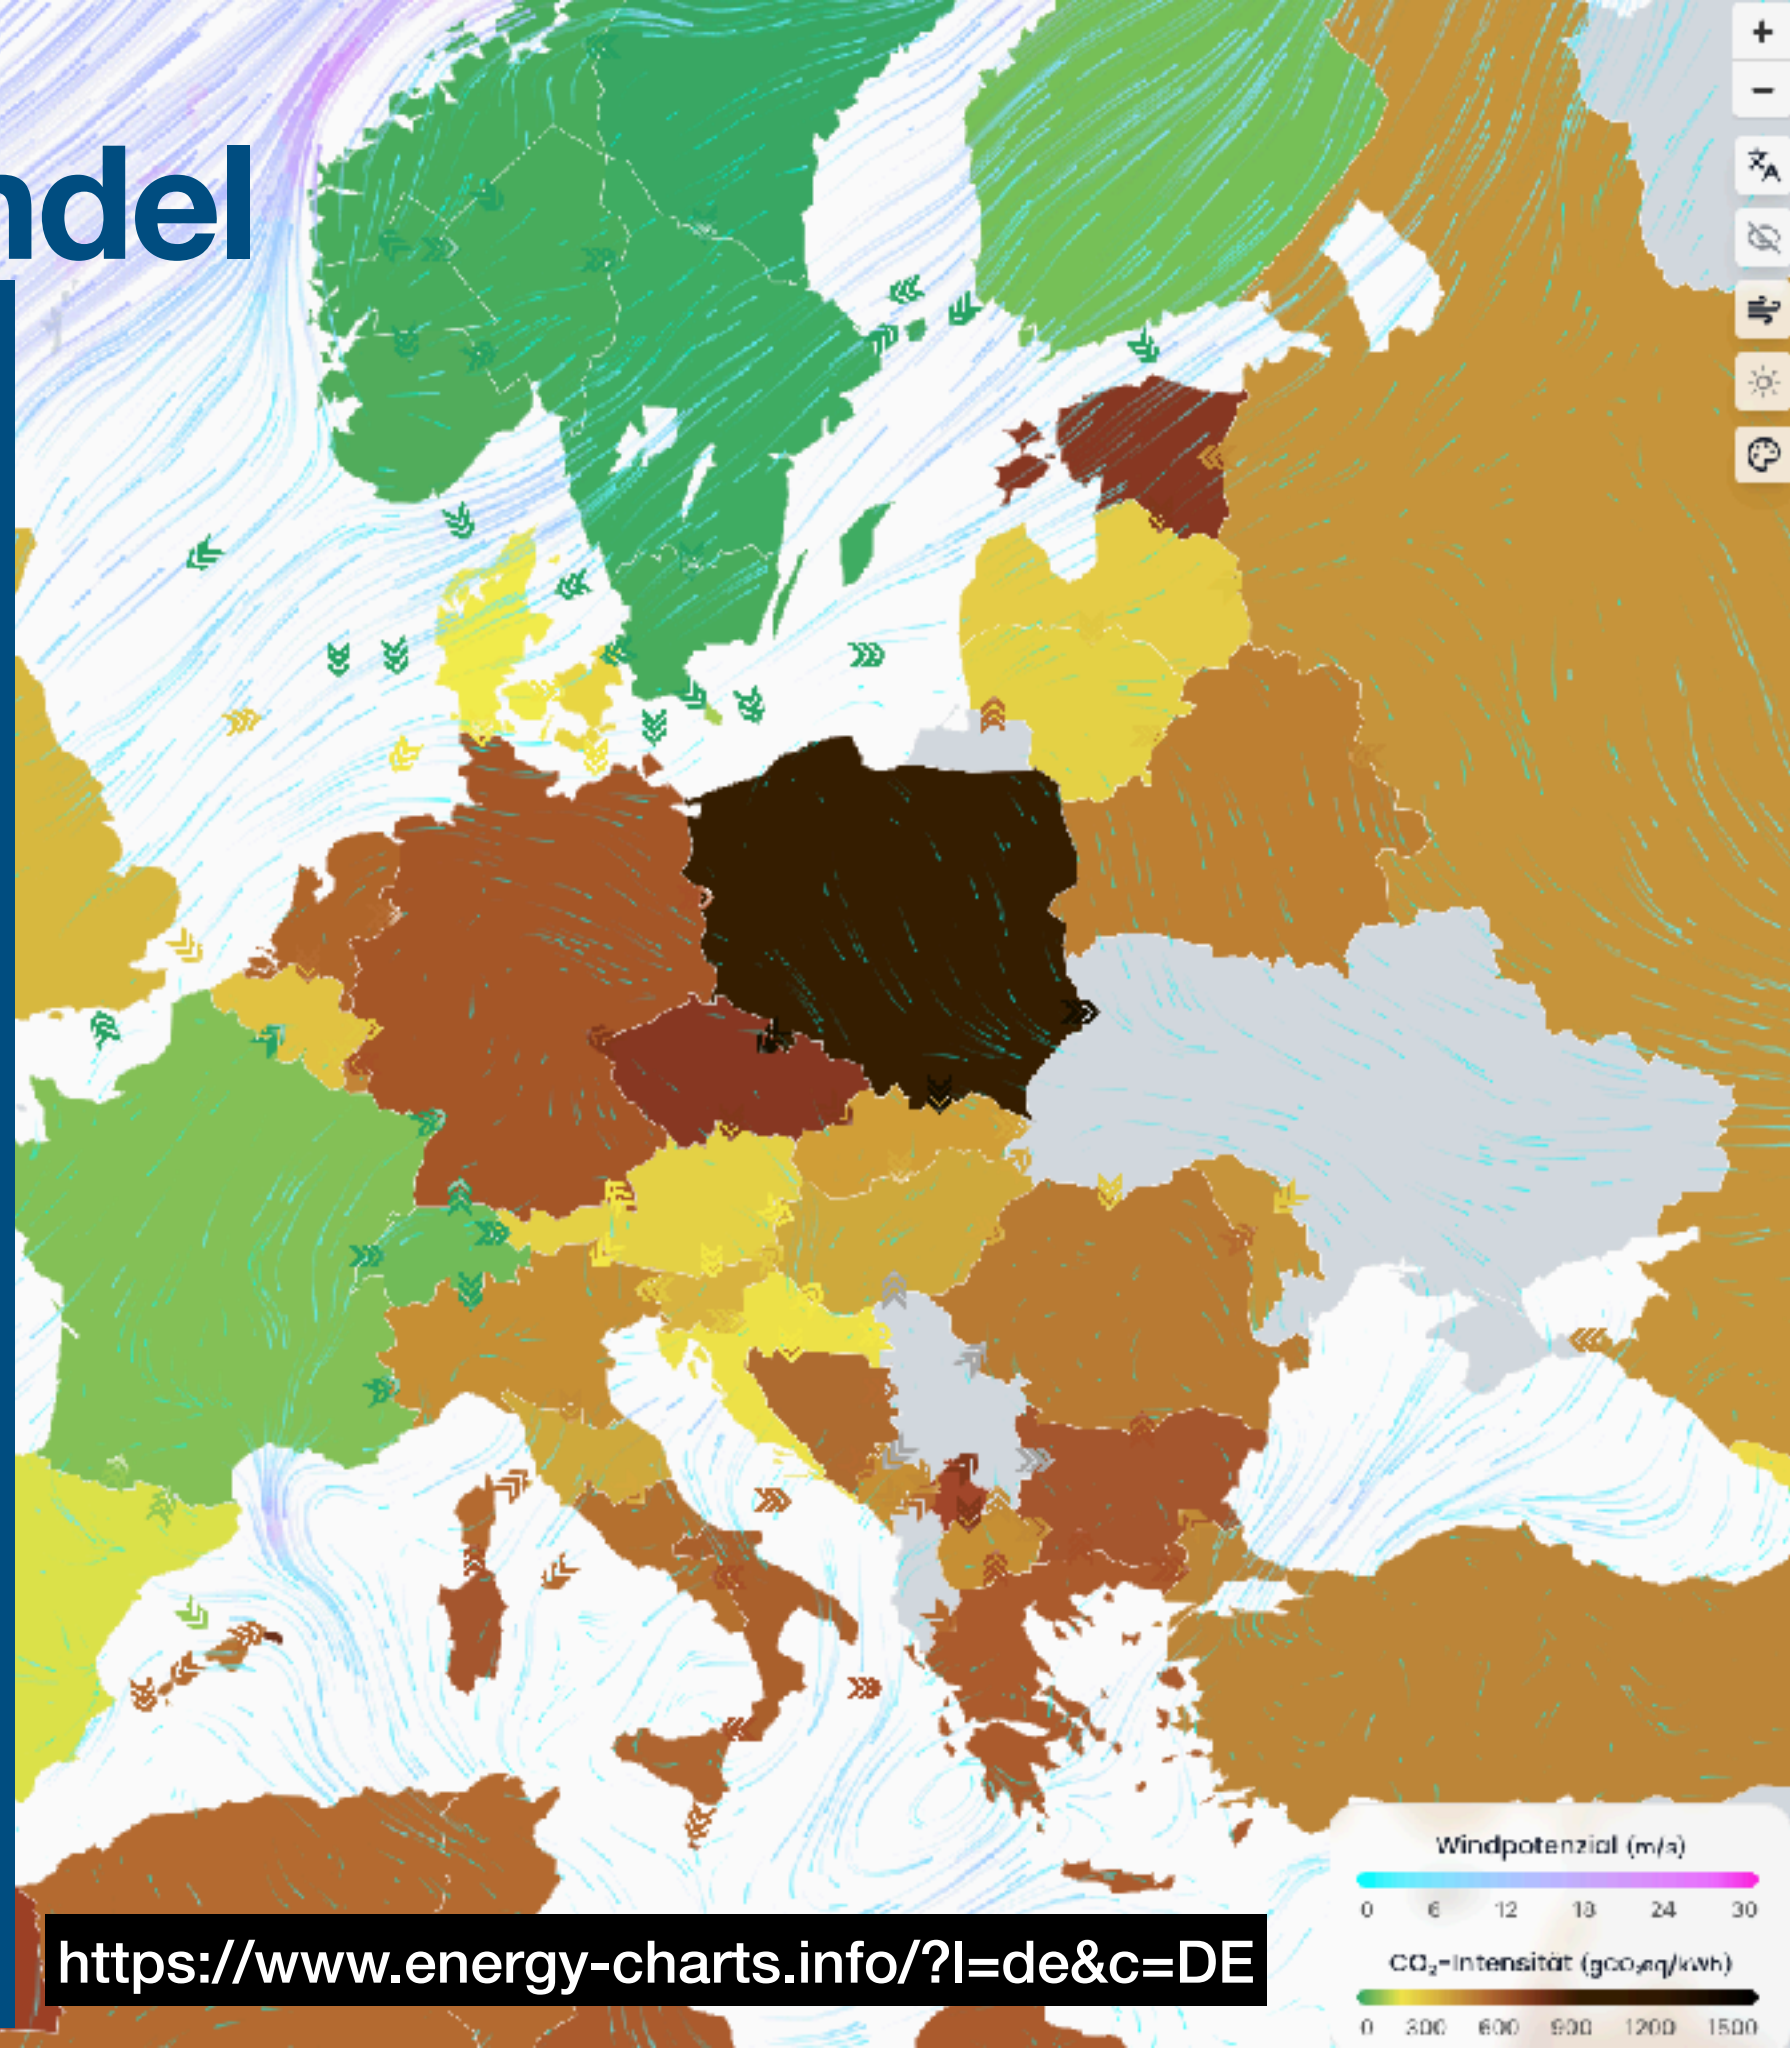 ndel
https://www.energy-charts.info/?l=de&c=DE
Windpotenzial (m/s)
0 6 12 18 24 30
CO₂-Intensität (gCO₂eq/kWh)
0 300 600 900 1200 1500